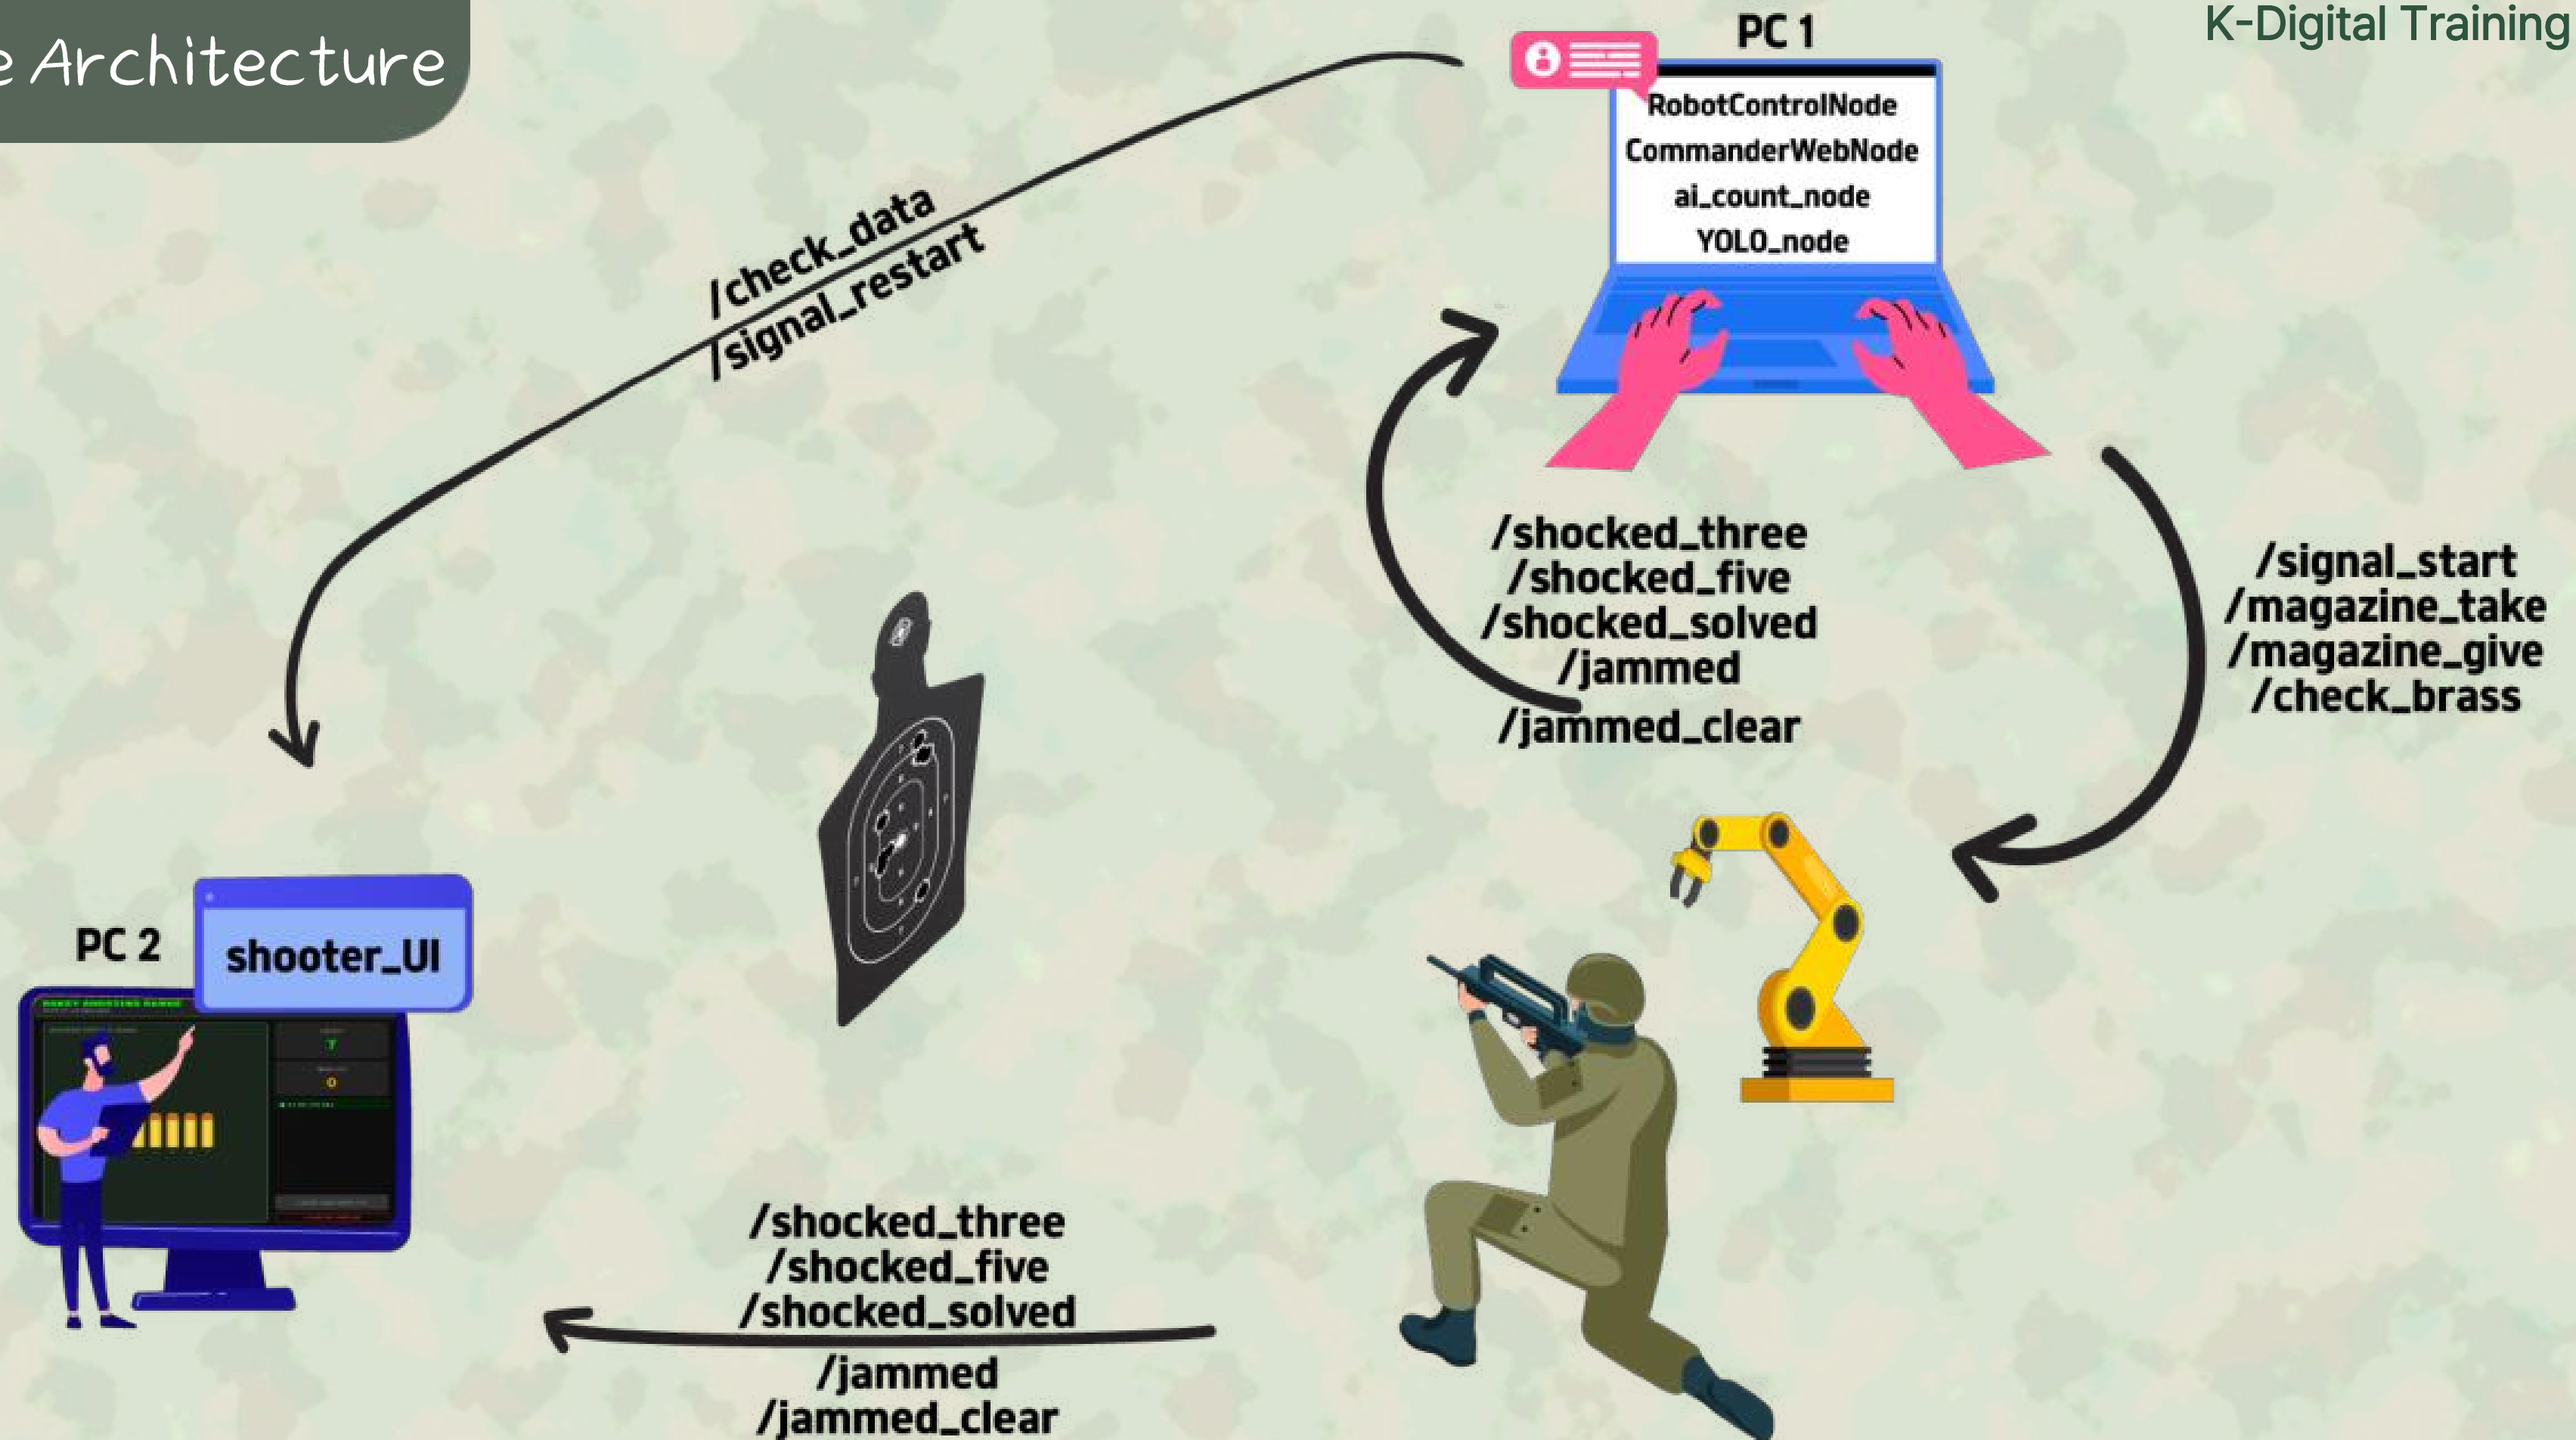 e Architecture
K-Digital Training
PC 1
RobotControlNode
CommanderWebNode
ai_count_node
YOLO_node
/check_data
/signal_restart
/shocked_three
/shocked_five
/shocked_solved
/jammed
/jammed_clear
/signal_start
/magazine_take
/magazine_give
/check_brass
PC 2
shooter_UI
/shocked_three
/shocked_five
/shocked_solved
/jammed
/jammed_clear